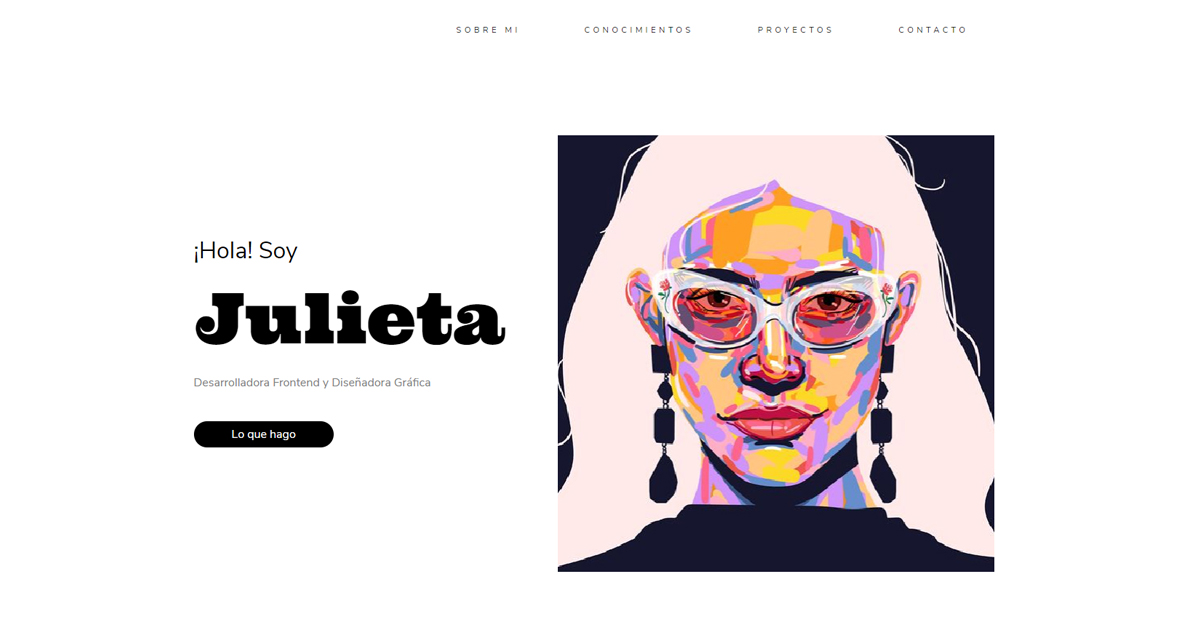 SOBRE MI CONOCIMIENTOS PROYECTOS CONTACTO
¡Hola! Soy
Julieta
Desarrolladora Frontend y Diseñadora Gráfica
Lo que hago